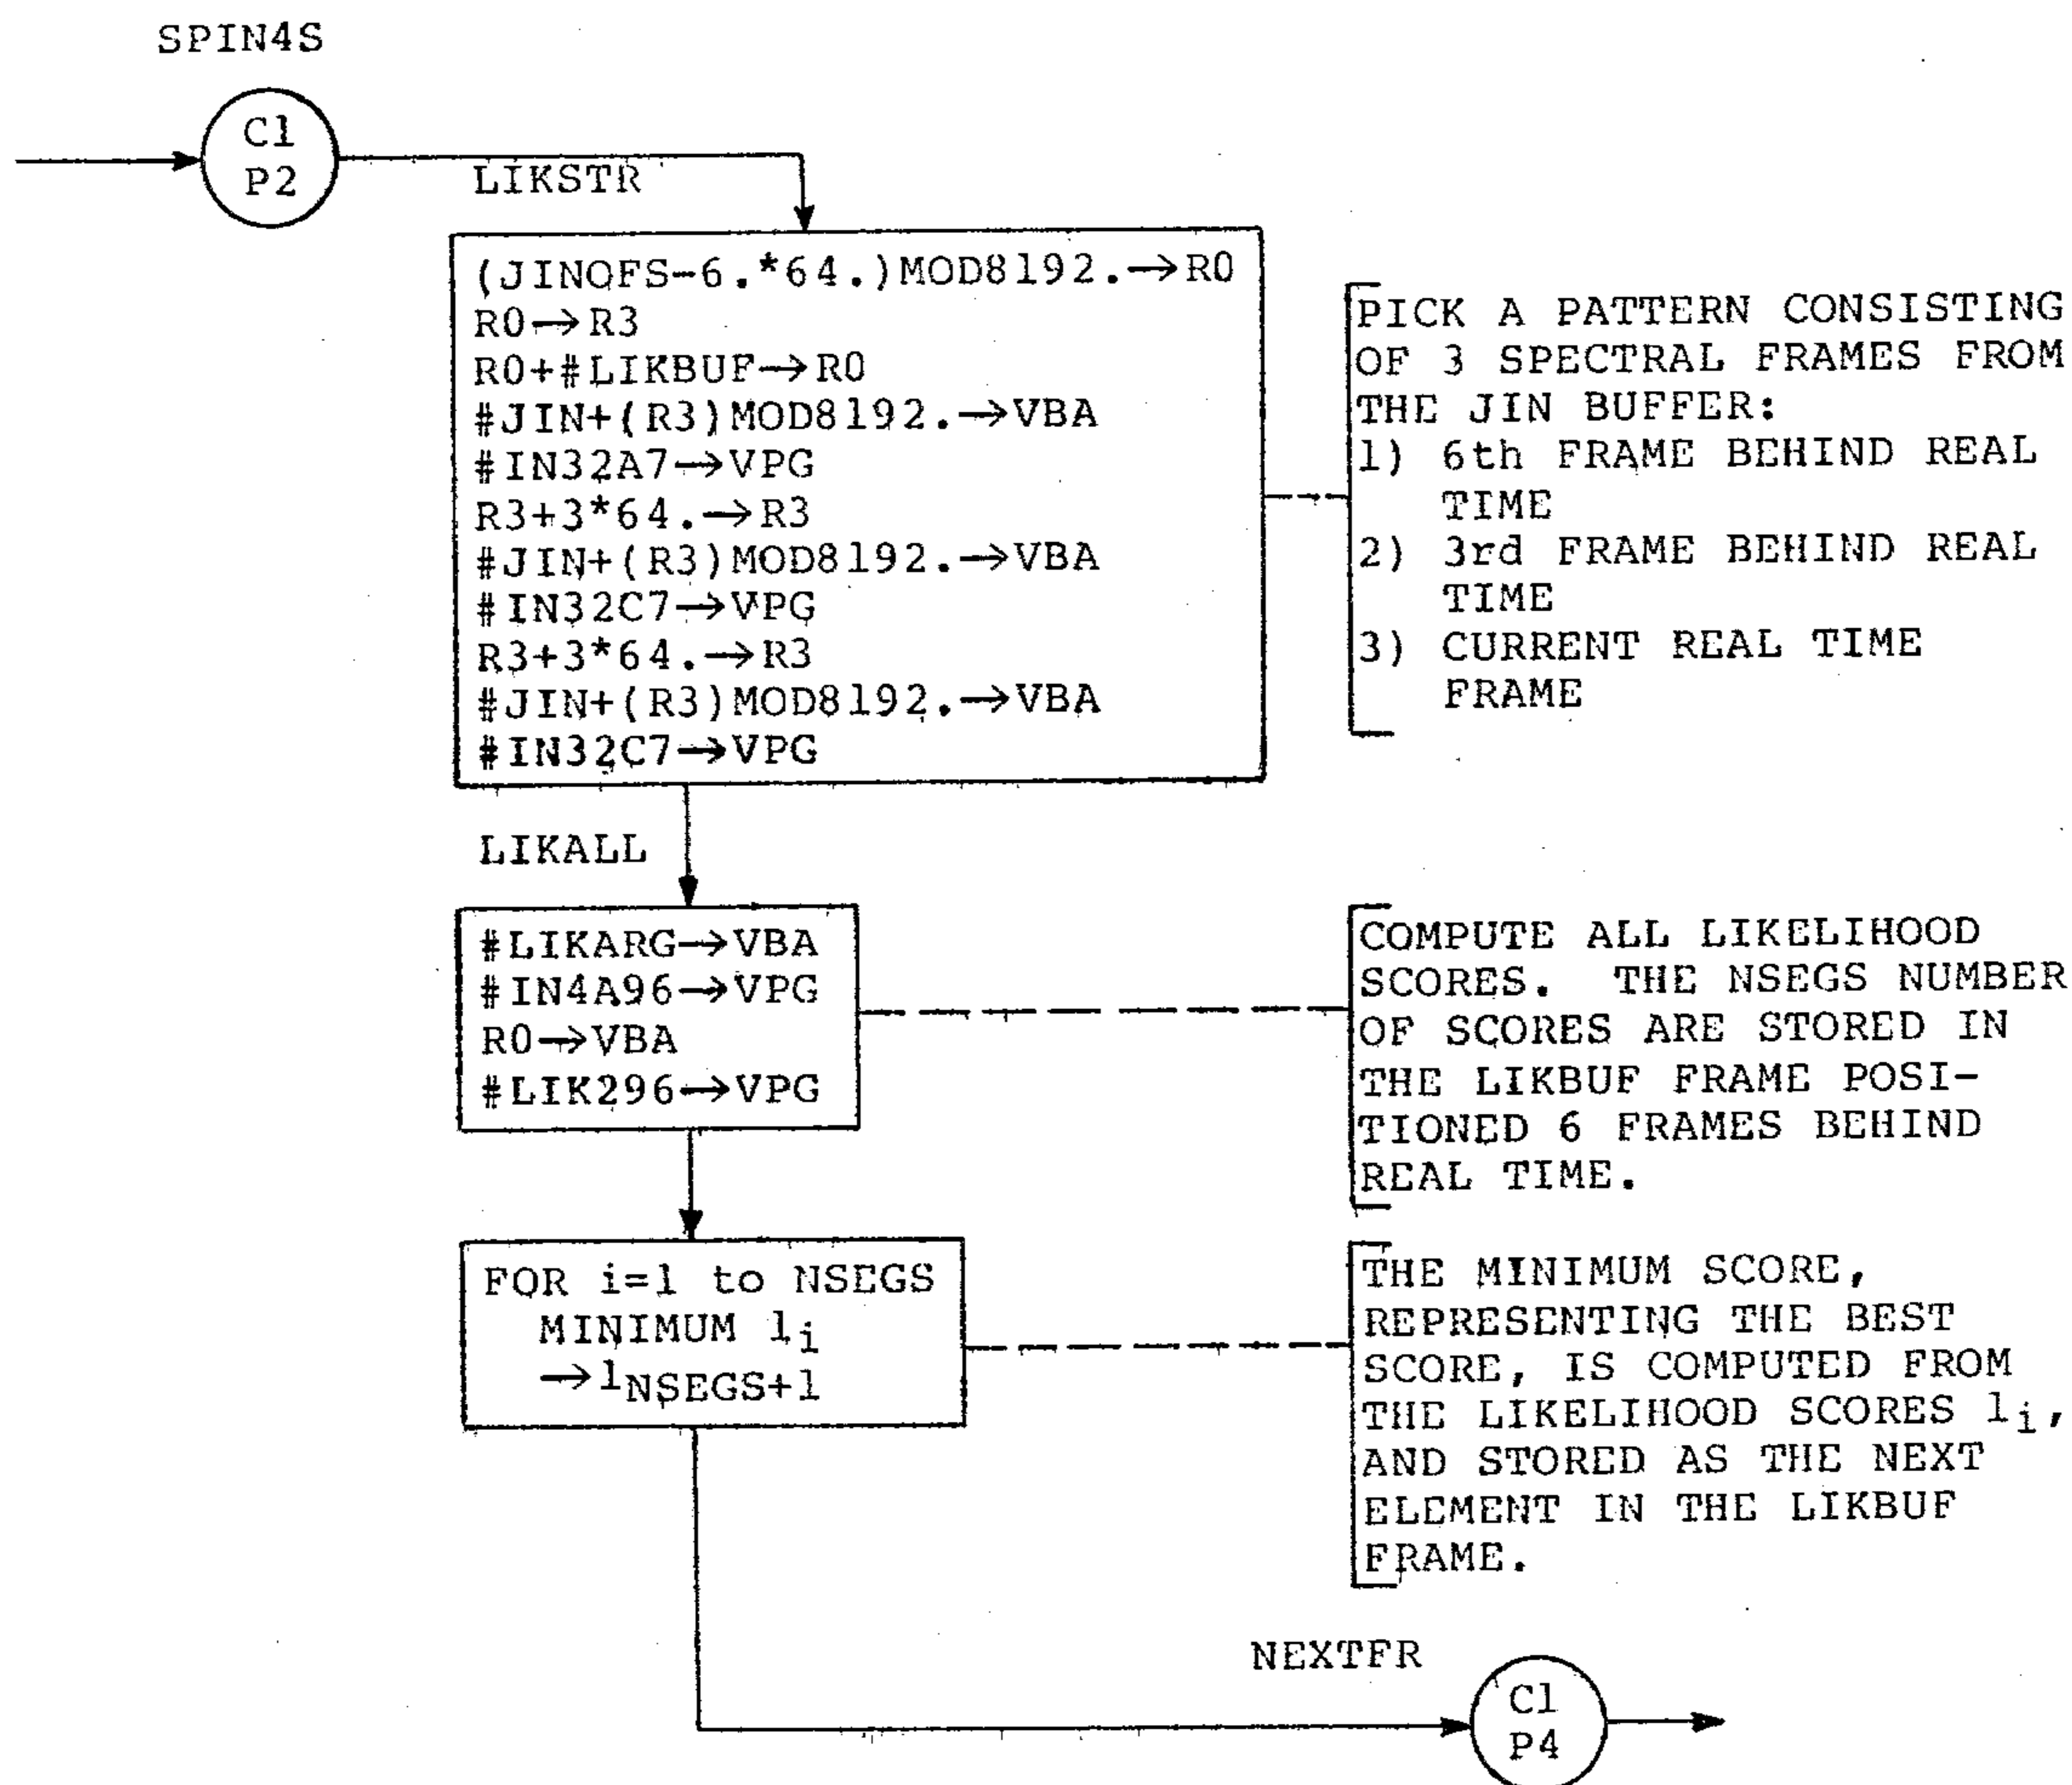 SPIN4S
C1
P2
LIKSTR
(JINOFS-6.*64.)MOD8192.→R0
R0→R3
R0+#LIKBUF→R0
#JIN+(R3)MOD8192.→VBA
#IN32A7→VPG
R3+3*64.→R3
#JIN+(R3)MOD8192.→VBA
#IN32C7→VPG
R3+3*64.→R3
#JIN+(R3)MOD8192.→VBA
#IN32C7→VPG
PICK A PATTERN CONSISTING
OF 3 SPECTRAL FRAMES FROM
THE JIN BUFFER:
1) 6th FRAME BEHIND REAL
TIME
2) 3rd FRAME BEHIND REAL
TIME
3) CURRENT REAL TIME
FRAME
LIKALL
#LIKARG→VBA
#IN4A96→VPG
R0→VBA
#LIK296→VPG
COMPUTE ALL LIKELIHOOD
SCORES. THE NSEGS NUMBER
OF SCORES ARE STORED IN
THE LIKBUF FRAME POSI-
TIONED 6 FRAMES BEHIND
REAL TIME.
FOR i=1 to NSEGS
MINIMUM li
→lNSEGS+1
THE MINIMUM SCORE,
REPRESENTING THE BEST
SCORE, IS COMPUTED FROM
THE LIKELIHOOD SCORES li,
AND STORED AS THE NEXT
ELEMENT IN THE LIKBUF
FRAME.
NEXTFR
C1
P4